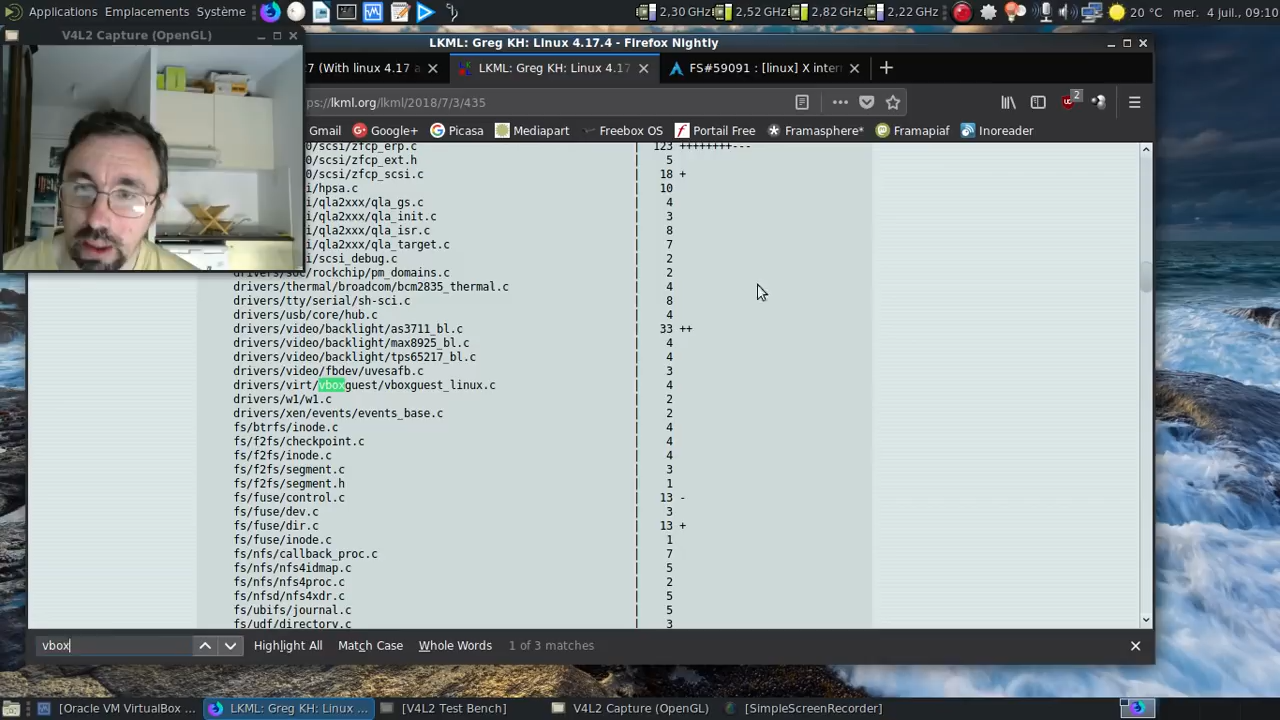 Applications Emplacements Système 2,30 GHz 2,52 GHz 2,82 GHz 2,22 GHz 20 °C mer. 4 juil., 09:10
V4L2 Capture (OpenGL)
LKML: Greg KH: Linux 4.17.4 - Firefox Nightly
27 (With linux 4.17 a LKML: Greg KH: Linux 4.17 FS#59091 : [linux] X inter
ps://lkml.org/lkml/2018/7/3/435 2
Gmail Google+ Picasa Mediapart Freebox OS Portail Free Framasphere* Framapiaf Inoreader
0/scsi/zfcp_erp.c | 123 ++++++++---
0/scsi/zfcp_ext.h | 5
0/scsi/zfcp_scsi.c | 18 +
i/hpsa.c | 10
i/qla2xxx/qla_gs.c | 4
i/qla2xxx/qla_init.c | 3
i/qla2xxx/qla_isr.c | 8
i/qla2xxx/qla_target.c | 7
i/scsi_debug.c | 2
drivers/soc/rockchip/pm_domains.c | 2
drivers/thermal/broadcom/bcm2835_thermal.c | 4
drivers/tty/serial/sh-sci.c | 8
drivers/usb/core/hub.c | 4
drivers/video/backlight/as3711_bl.c | 33 ++
drivers/video/backlight/max8925_bl.c | 4
drivers/video/backlight/tps65217_bl.c | 4
drivers/video/fbdev/uvesafb.c | 3
drivers/virt/vboxguest/vboxguest_linux.c | 4
drivers/w1/w1.c | 2
drivers/xen/events/events_base.c | 2
fs/btrfs/inode.c | 4
fs/f2fs/checkpoint.c | 4
fs/f2fs/inode.c | 4
fs/f2fs/segment.c | 3
fs/f2fs/segment.h | 1
fs/fuse/control.c | 13 -
fs/fuse/dev.c | 3
fs/fuse/dir.c | 13 +
fs/fuse/inode.c | 1
fs/nfs/callback_proc.c | 7
fs/nfs/nfs4idmap.c | 5
fs/nfs/nfs4proc.c | 2
fs/nfsd/nfs4xdr.c | 5
fs/ubifs/journal.c | 5
fs/udf/directory.c | 3
vbox Highlight All Match Case Whole Words 1 of 3 matches
[Oracle VM VirtualBox ... LKML: Greg KH: Linux ... [V4L2 Test Bench] V4L2 Capture (OpenGL) [SimpleScreenRecorder]